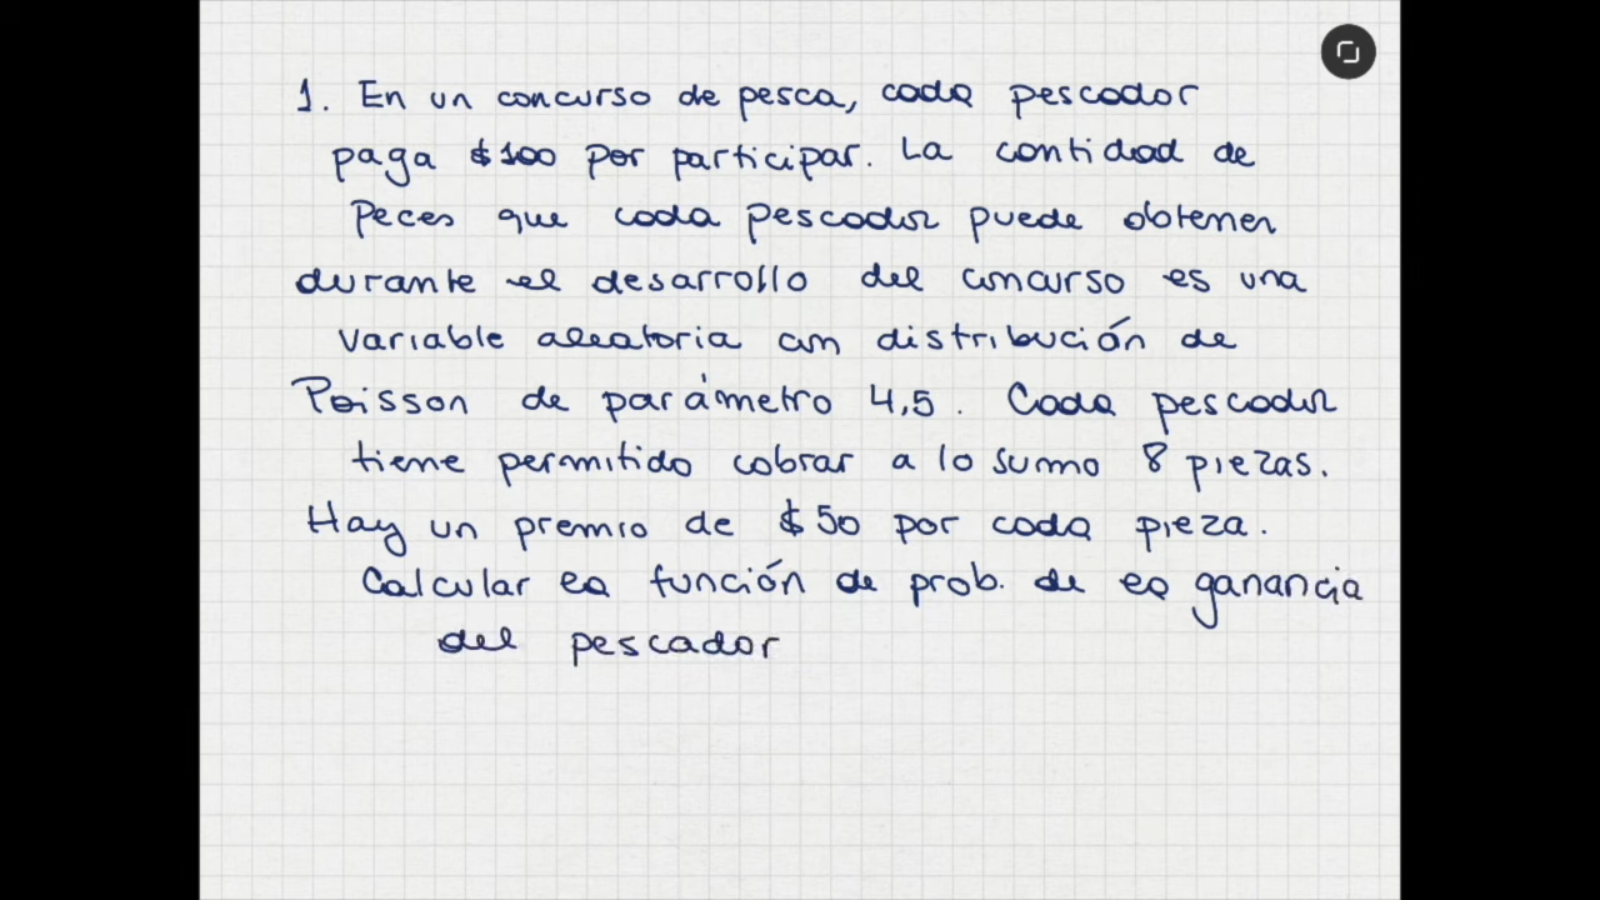 1. En un concurso de pesca, cada pescador
paga $100 por participar. La cantidad de
Peces que cada pescador puede obtener
durante el desarrollo del concurso es una
variable aleatoria con distribución de
Poisson de parámetro 4,5. Cada pescador
tiene permitido cobrar a lo sumo 8 piezas.
Hay un premio de $50 por cada pieza.
Calcular la función de prob. de la ganancia
del pescador